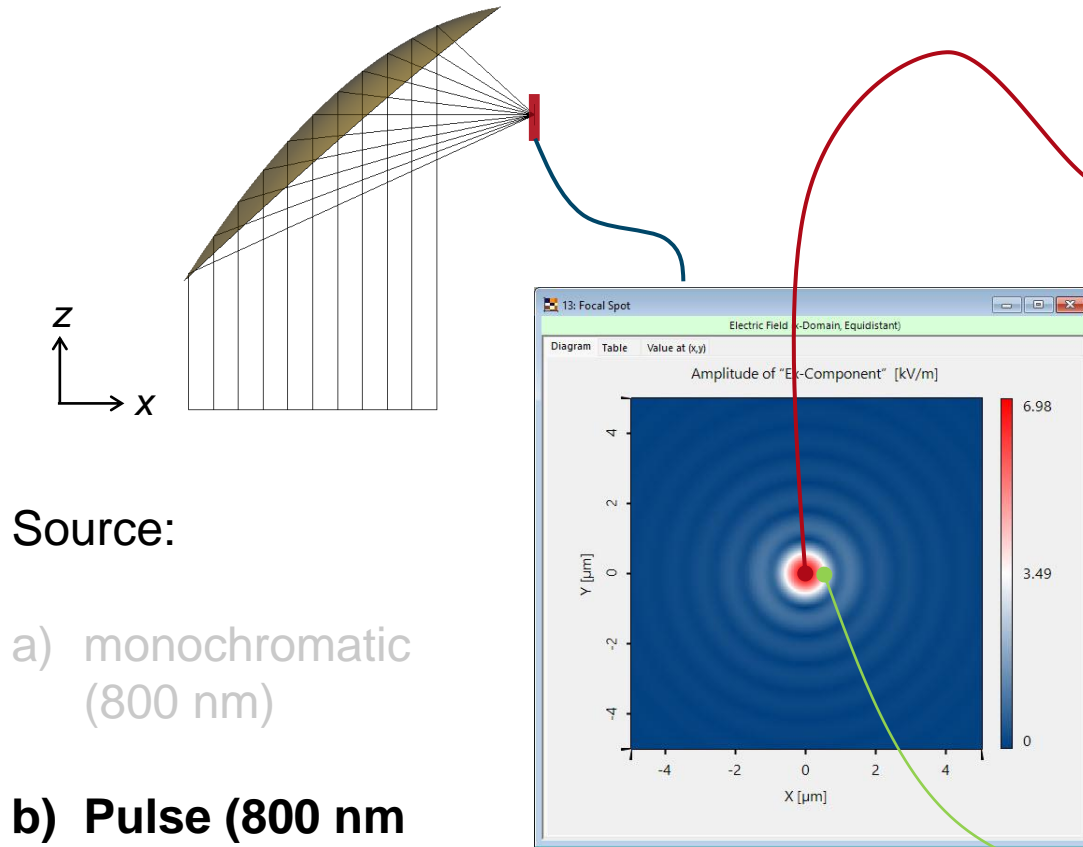 z
x
Source:
a) monochromatic
(800 nm)
b) Pulse (800 nm
13: Focal Spot
Electric Field (x-Domain, Equidistant)
Diagram Table Value at (x,y)
Amplitude of "Ex-Component" [kV/m]
6.98
3.49
0
4
2
0
-2
-4
Y [µm]
-4 -2 0 2 4
X [µm]